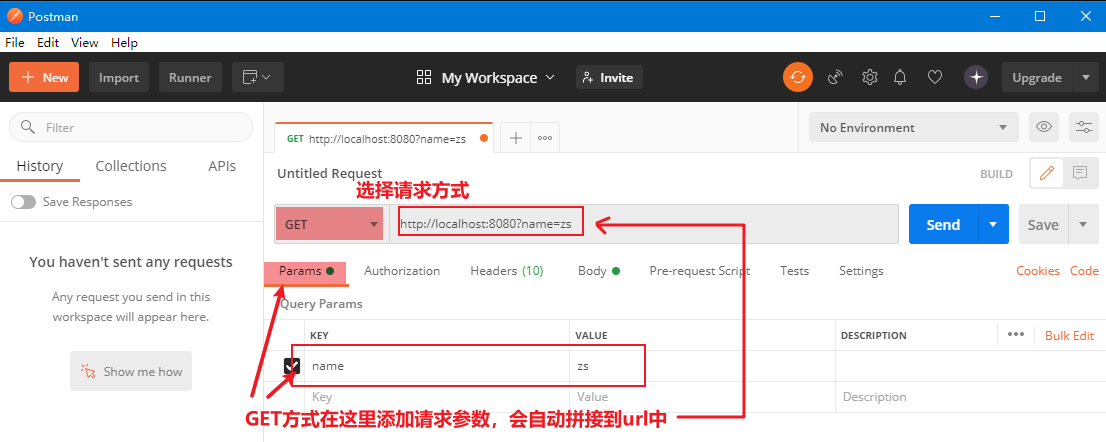 Postman
File Edit View Help
New Import Runner My Workspace Invite Upgrade
Filter
History Collections APIs
Save Responses
You haven't sent any requests
Any request you send in this
workspace will appear here.
Show me how
GET http://localhost:8080?name=zs
No Environment
Untitled Request
BUILD
选择请求方式
GET http://localhost:8080?name=zs Send Save
Params Authorization Headers (10) Body Pre-request Script Tests Settings Cookies Code
Query Params
KEY VALUE DESCRIPTION Bulk Edit
name zs
Key Value Description
GET方式在这里添加请求参数，会自动拼接到url中